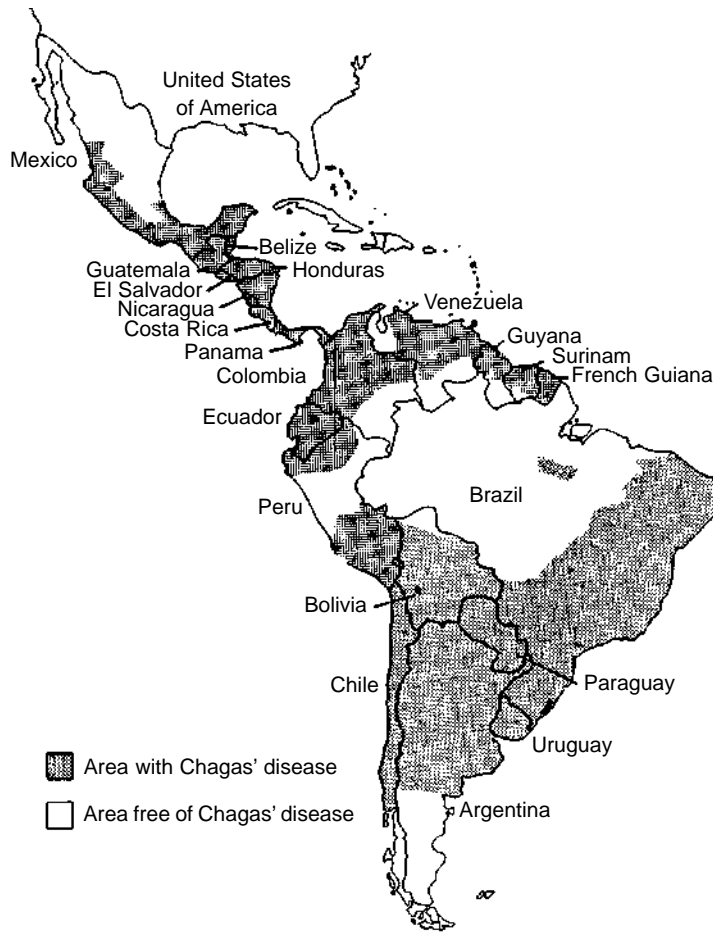 United States
of America
Mexico
Belize
Guatemala
Honduras
El Salvador
Nicaragua
Venezuela
Costa Rica
Guyana
Panama
Surinam
Colombia
French Guiana
Ecuador
Brazil
Peru
Bolivia
Chile
Paraguay
Uruguay
Area with Chagas' disease
Area free of Chagas' disease
Argentina